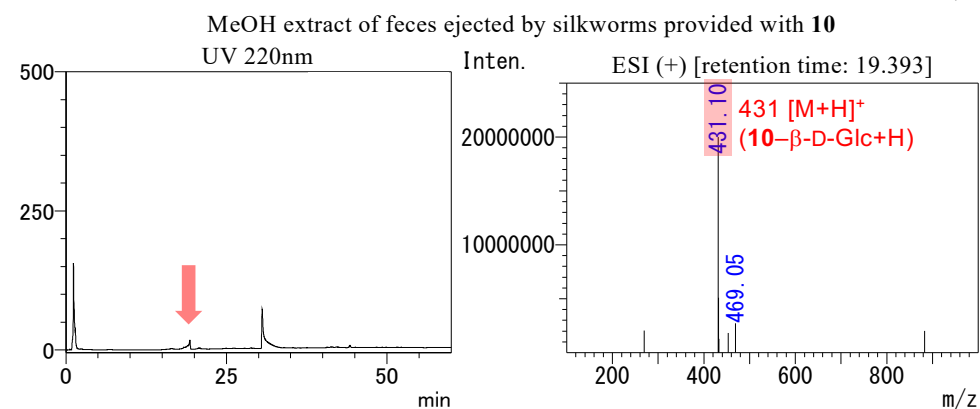 MeOH extract of feces ejected by silkworms provided with 10
UV 220nm
500
250
0
0
25
50
min
Inten.
ESI (+) [retention time: 19.393]
20000000
10000000
431.10
431 [M+H]⁺
(10–β-D-Glc+H)
469.05
200
400
600
800
m/z